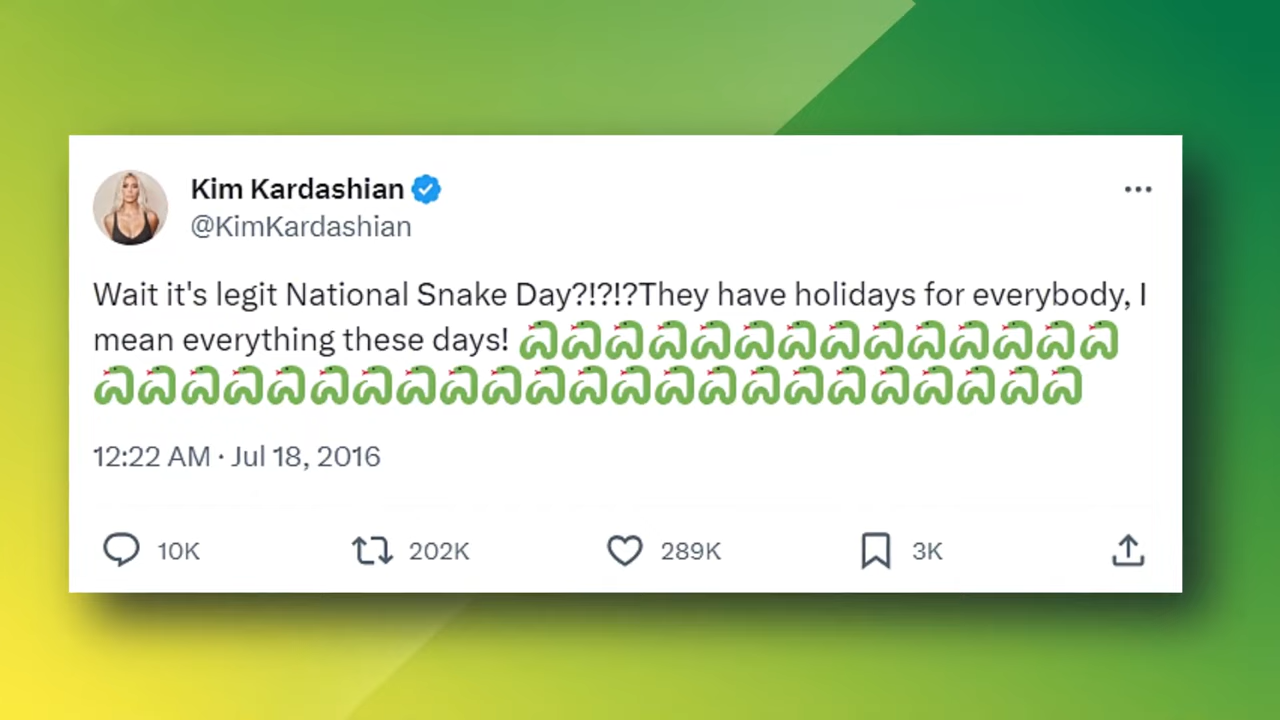 Kim Kardashian
@KimKardashian
Wait it's legit National Snake Day?!?!?They have holidays for everybody, I
mean everything these days! 🐍🐍🐍🐍🐍🐍🐍🐍🐍🐍🐍🐍🐍🐍
🐍🐍🐍🐍🐍🐍🐍🐍🐍🐍🐍🐍🐍🐍🐍🐍🐍🐍🐍🐍🐍🐍🐍
12:22 AM · Jul 18, 2016
10K 202K 289K 3K